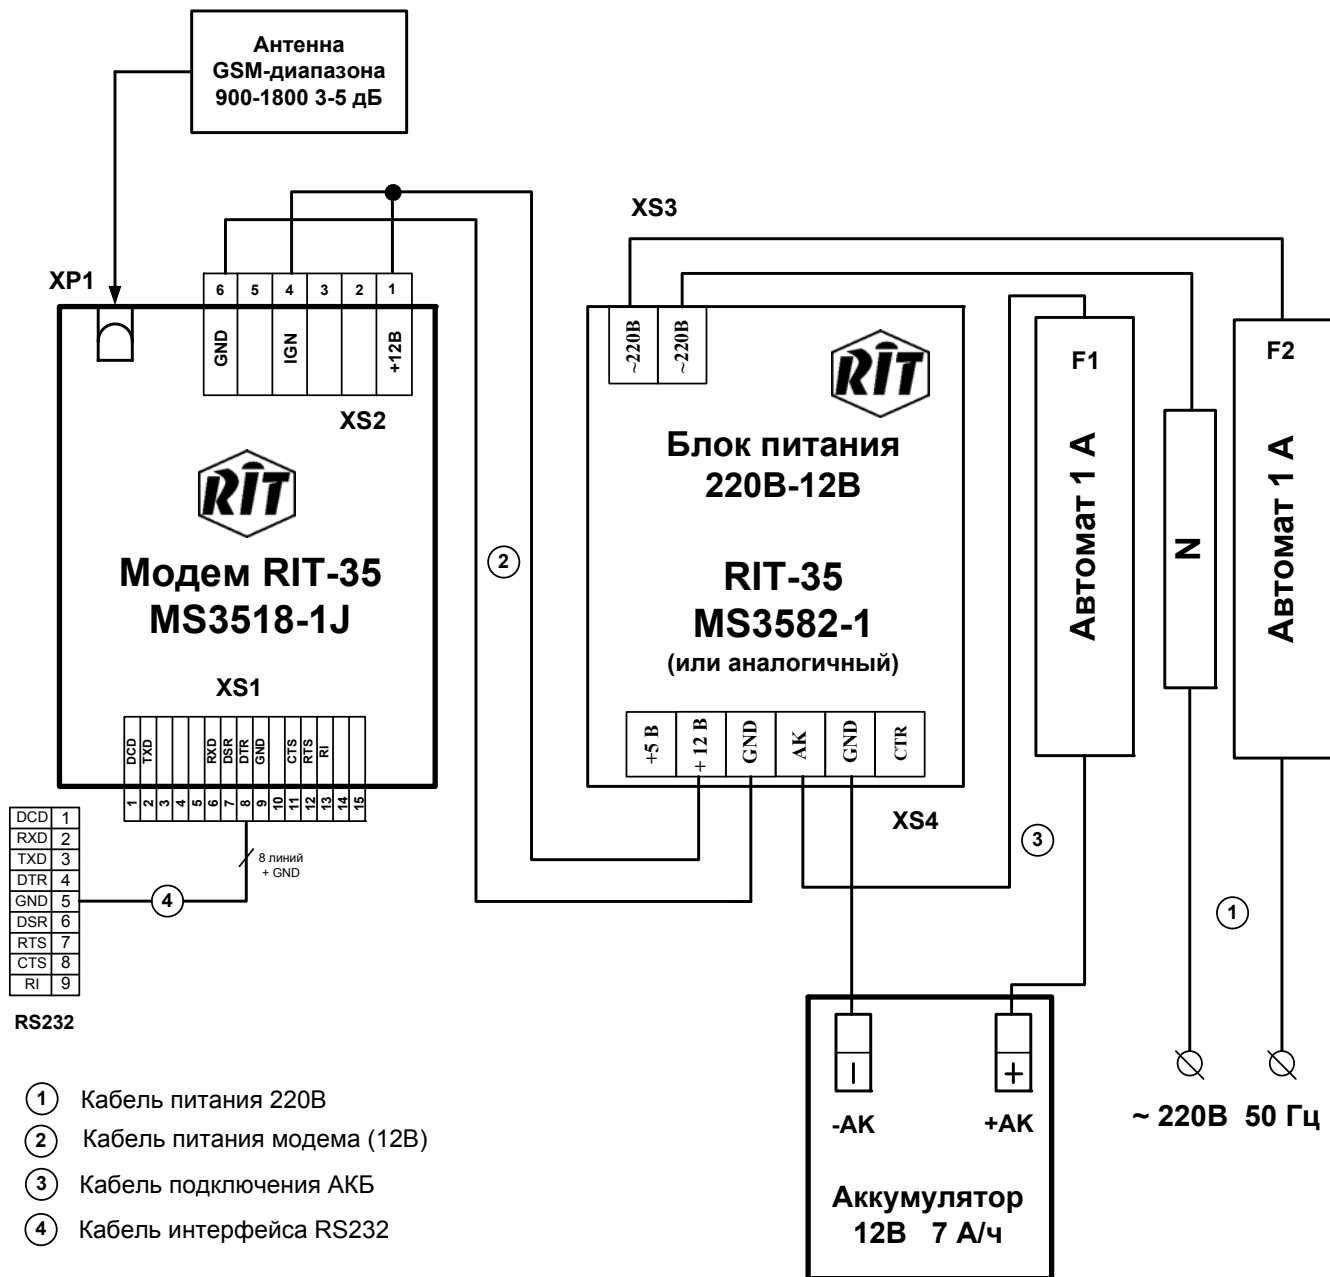 Антенна
GSM-диапазона
900-1800 3-5 дБ
XP1
6 5 4 3 2 1
GND IGN +12В
XS2
RIT
Модем RIT-35
MS3518-1J
XS1
DCD TXD RXD DSR DTR GND CTS RTS RI
1 2 3 4 5 6 7 8 9 10 11 12 13 14 15
8 линий
+ GND
4
DCD 1
RXD 2
TXD 3
DTR 4
GND 5
DSR 6
RTS 7
CTS 8
RI 9
RS232
2
XS3
~220В ~220В
RIT
Блок питания
220В-12В
RIT-35
MS3582-1
(или аналогичный)
+5 В + 12 В GND АК GND CTR
XS4
F1
Автомат 1 А
N
F2
Автомат 1 А
3
1
~ 220В 50 Гц
- +
-АК +АК
Аккумулятор
12В 7 А/ч
1 Кабель питания 220В
2 Кабель питания модема (12В)
3 Кабель подключения АКБ
4 Кабель интерфейса RS232